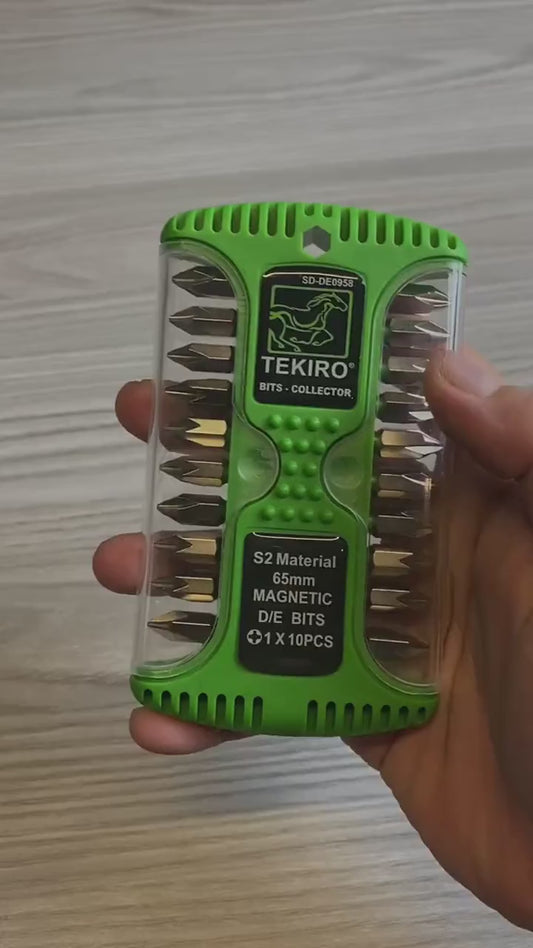 SD-DE0958
TEKIRO®
BITS - COLLECTOR
S2 Material
65mm
MAGNETIC
D/E BITS
1 X 10PCS